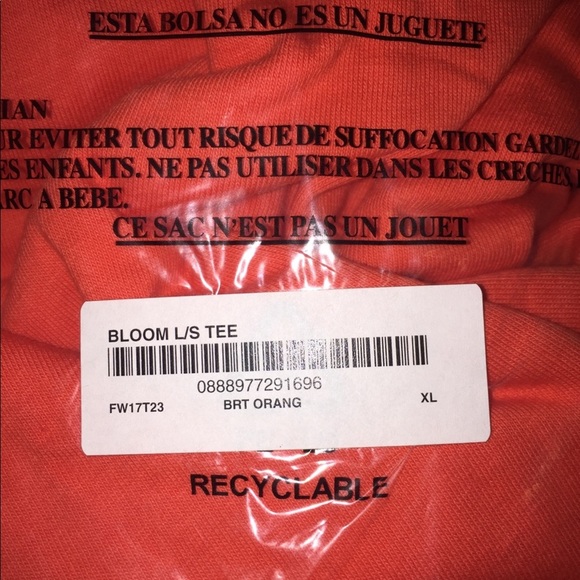 ESTA BOLSA NO ES UN JUGUETE
IAN
UR EVITER TOUT RISQUE DE SUFFOCATION GARDEZ
ES ENFANTS. NE PAS UTILISER DANS LES CRECHES,
ARC A BEBE.
CE SAC N'EST PAS UN JOUET
BLOOM L/S TEE
0888977291696
FW17T23 BRT ORANG XL
RECYCLABLE